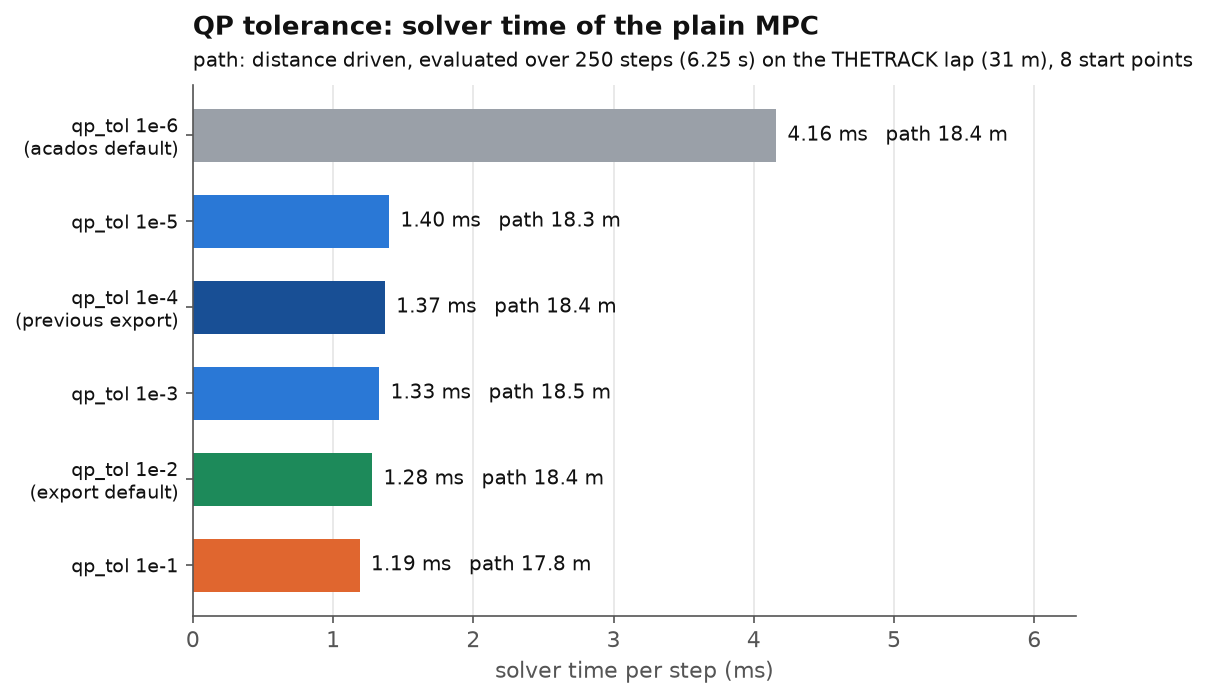 QP tolerance: solver time of the plain MPC
path: distance driven, evaluated over 250 steps (6.25 s) on the THETRACK lap (31 m), 8 start points
qp_tol 1e-6
(acados default)
4.16 ms path 18.4 m
qp_tol 1e-5
1.40 ms path 18.3 m
qp_tol 1e-4
(previous export)
1.37 ms path 18.4 m
qp_tol 1e-3
1.33 ms path 18.5 m
qp_tol 1e-2
(export default)
1.28 ms path 18.4 m
qp_tol 1e-1
1.19 ms path 17.8 m
0 1 2 3 4 5 6
solver time per step (ms)